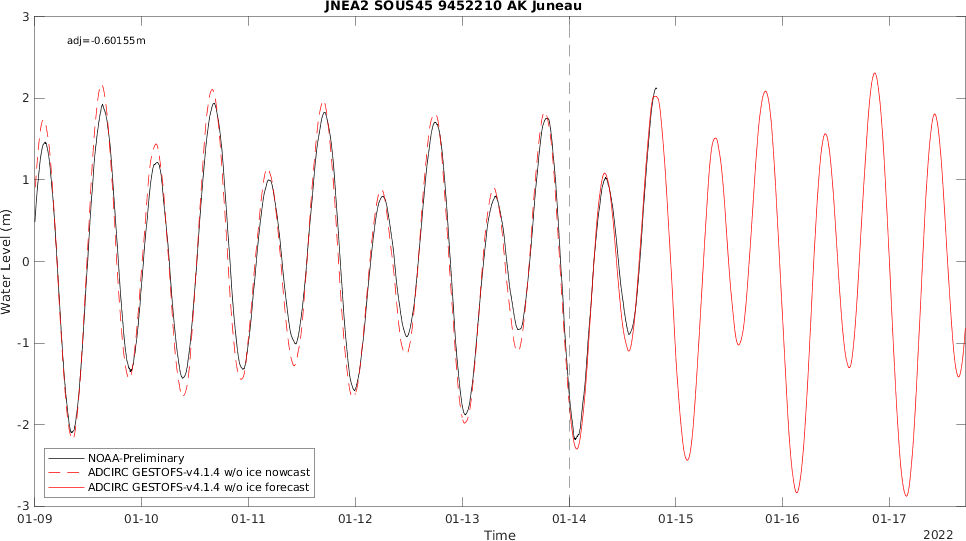 JNEA2 SOUS45 9452210 AK Juneau
adj=-0.60155m
3
2
1
0
-1
-2
-3
Water Level (m)
NOAA-Preliminary
ADCIRC GESTOFS-v4.1.4 w/o ice nowcast
ADCIRC GESTOFS-v4.1.4 w/o ice forecast
01-09 01-10 01-11 01-12 01-13 01-14 01-15 01-16 01-17
Time
2022